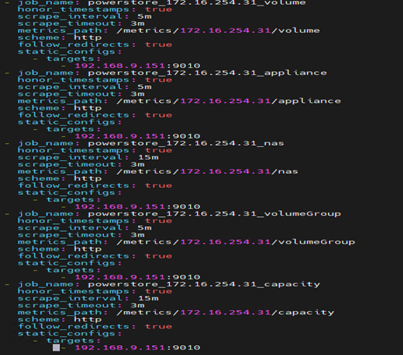 - job_name: powerstore_172.16.254.31_volume
honor_timestamps: true
scrape_interval: 5m
scrape_timeout: 3m
metrics_path: /metrics/172.16.254.31/volume
scheme: http
follow_redirects: true
static_configs:
- targets:
- 192.168.9.151:9010
- job_name: powerstore_172.16.254.31_appliance
honor_timestamps: true
scrape_interval: 5m
scrape_timeout: 3m
metrics_path: /metrics/172.16.254.31/appliance
scheme: http
follow_redirects: true
static_configs:
- targets:
- 192.168.9.151:9010
- job_name: powerstore_172.16.254.31_nas
honor_timestamps: true
scrape_interval: 15m
scrape_timeout: 3m
metrics_path: /metrics/172.16.254.31/nas
scheme: http
follow_redirects: true
static_configs:
- targets:
- 192.168.9.151:9010
- job_name: powerstore_172.16.254.31_volumeGroup
honor_timestamps: true
scrape_interval: 5m
scrape_timeout: 3m
metrics_path: /metrics/172.16.254.31/volumeGroup
scheme: http
follow_redirects: true
static_configs:
- targets:
- 192.168.9.151:9010
- job_name: powerstore_172.16.254.31_capacity
honor_timestamps: true
scrape_interval: 15m
scrape_timeout: 3m
metrics_path: /metrics/172.16.254.31/capacity
scheme: http
follow_redirects: true
static_configs:
- targets:
- 192.168.9.151:9010